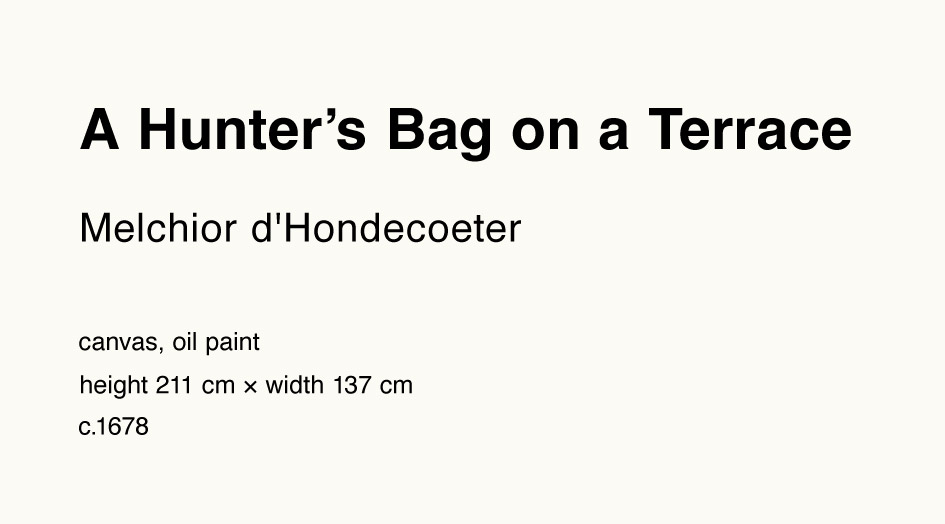 A Hunter’s Bag on a Terrace
Melchior d'Hondecoeter
canvas, oil paint
height 211 cm × width 137 cm
c.1678